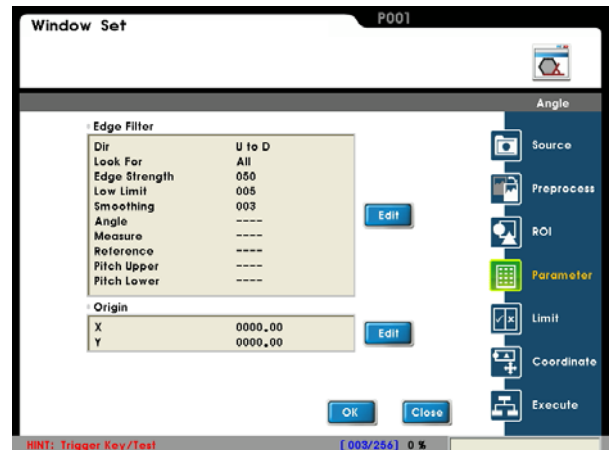 Window Set
P001
Angle
Edge Filter
Dir U to D
Look For All
Edge Strength 050
Low Limit 005
Smoothing 003
Angle ----
Measure ----
Reference ----
Pitch Upper ----
Pitch Lower ----
Edit
Origin
X 0000.00
Y 0000.00
Edit
OK Close
Source
Preprocess
ROI
Parameter
Limit
Coordinate
Execute
HINT: Trigger Key/Test [003/256] 0 %